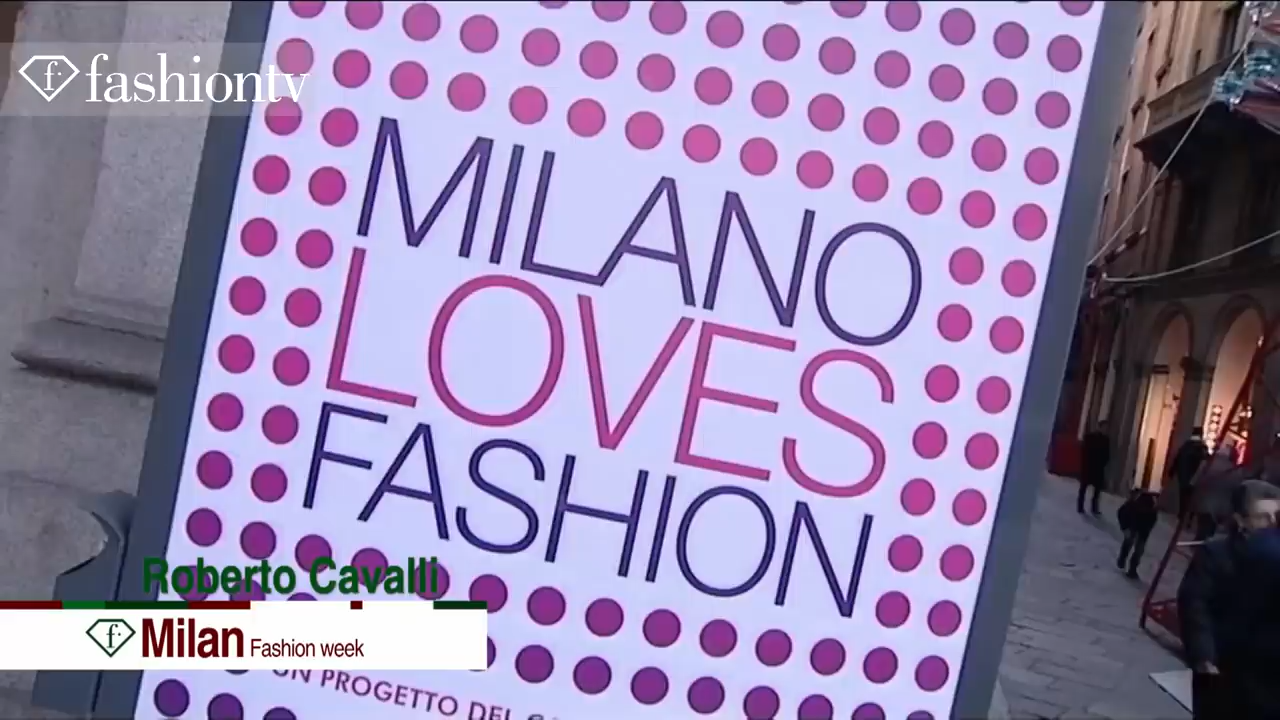 fashiontv
MILANO
LOVES
FASHION
Roberto Cavalli
Milan Fashion week
UN PROGETTO DEL